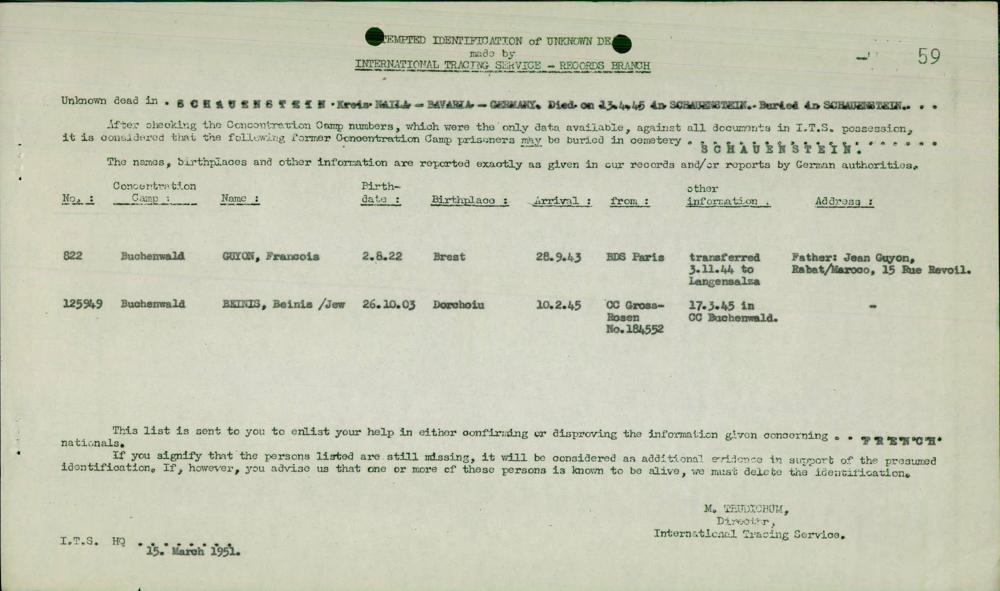 TEMPTED IDENTIFICATION of UNKNOWN DE
made by
INTERNATIONAL TRACING SERVICE - RECORDS BRANCH
59
Unknown dead in . SCHAUENSTEIN . Kreis NAILA - BAVARIA - GERMANY. Died on 13.4.45 in SCHAUENSTEIN. Buried in SCHAUENSTEIN. . .
After checking the Concentration Camp numbers, which were the only data available, against all documents in I.T.S. possession,
it is considered that the following former Concentration Camp prisoners may be buried in cemetery . SCHAUENSTEIN. . . . . . .
The names, birthplaces and other information are reported exactly as given in our records and/or reports by German authorities.
No. : Concentration Camp : Name : Birth-date : Birthplace : Arrival : from : other information . Address :
822 Buchenwald GUYON, Francois 2.8.22 Brest 28.9.43 BDS Paris transferred Father: Jean Guyon,
3.11.44 to Rabat/Maroco, 15 Rue Revoil.
Langensalza
125949 Buchenwald BEINIS, Beinis /Jew 26.10.03 Dorohoiu 10.2.45 CC Gross- 17.3.45 in -
Rosen CC Buchenwald.
No.184552
This list is sent to you to enlist your help in either confirming or disproving the information given concerning . . FRENCH
nationals.
If you signify that the persons listed are still missing, it will be considered as additional evidence in support of the presumed
identification. If, however, you advise us that one or more of these persons is known to be alive, we must delete the identification.
M. THUDICHUM,
Director,
International Tracing Service.
I.T.S. HQ . . . . . . . .
15. March 1951.